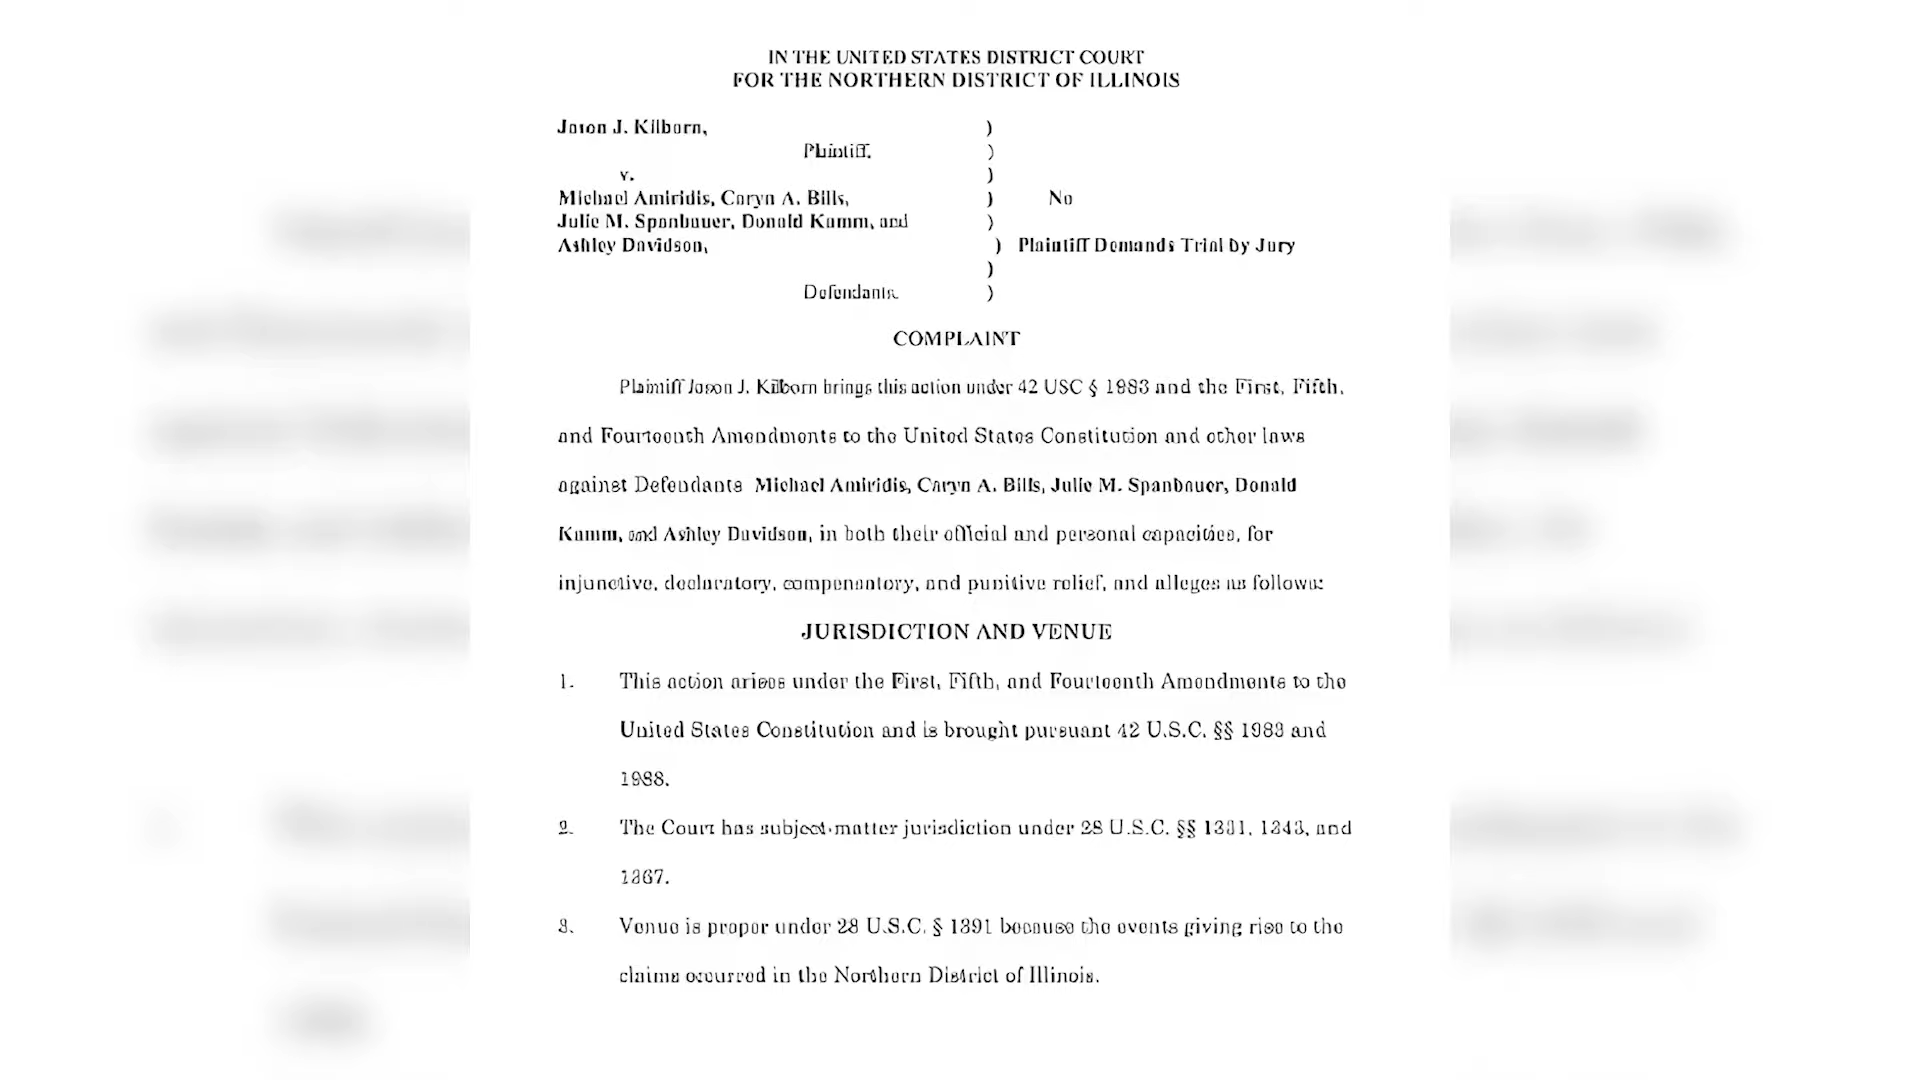 IN THE UNITED STATES DISTRICT COURT
FOR THE NORTHERN DISTRICT OF ILLINOIS
Jason J. Kilborn, )
Plaintiff, )
v. )
Michael Amiridis, Caryn A. Bills, ) No
Julie M. Spanbauer, Donald Kamm, and )
Ashley Davidson, ) Plaintiff Demands Trial by Jury
)
Defendants. )
COMPLAINT
Plaintiff Jason J. Kilborn brings this action under 42 USC § 1983 and the First, Fifth,
and Fourteenth Amendments to the United States Constitution and other laws
against Defendants Michael Amiridis, Caryn A. Bills, Julie M. Spanbauer, Donald
Kamm, and Ashley Davidson, in both their official and personal capacities, for
injunctive, declaratory, compensatory, and punitive relief, and alleges as follows:
JURISDICTION AND VENUE
1. This action arises under the First, Fifth, and Fourteenth Amendments to the
United States Constitution and is brought pursuant 42 U.S.C. §§ 1983 and
1988.
2. The Court has subject-matter jurisdiction under 28 U.S.C. §§ 1331, 1343, and
1367.
3. Venue is proper under 28 U.S.C. § 1391 because the events giving rise to the
claims occurred in the Northern District of Illinois.